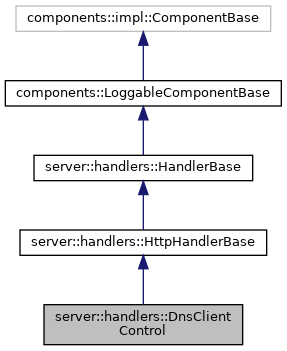 components::impl::ComponentBase
components::LoggableComponentBase
server::handlers::HandlerBase
server::handlers::HttpHandlerBase
server::handlers::DnsClient
Control